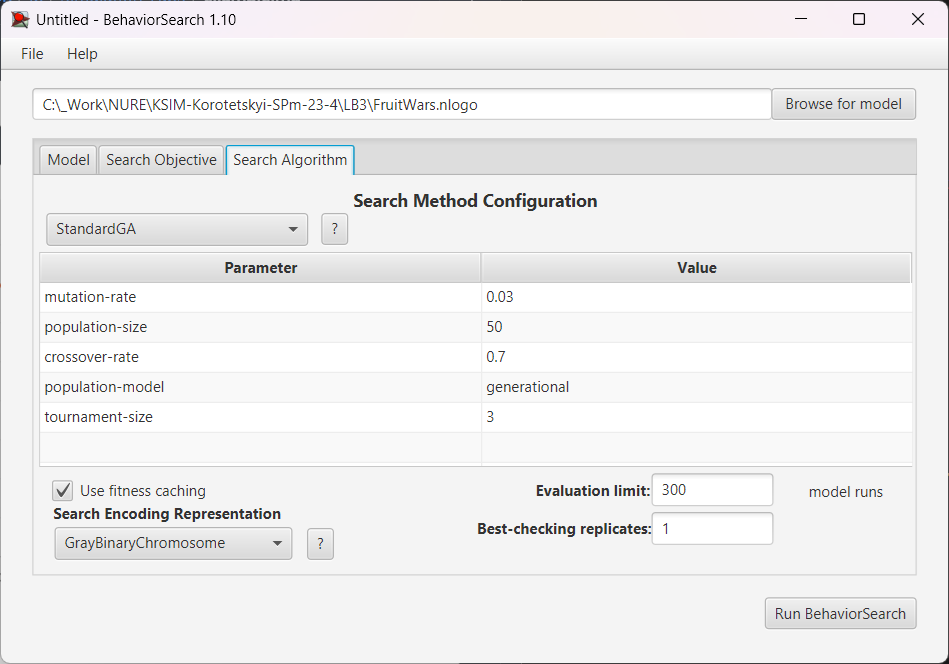 Untitled - BehaviorSearch 1.10
File Help
C:\_Work\NURE\KSIM-Korotetskyi-SPm-23-4\LB3\FruitWars.nlogo Browse for model
Model Search Objective Search Algorithm
Search Method Configuration
StandardGA ?
Parameter Value
mutation-rate 0.03
population-size 50
crossover-rate 0.7
population-model generational
tournament-size 3
Use fitness caching Evaluation limit: 300 model runs
Search Encoding Representation
Best-checking replicates: 1
GrayBinaryChromosome ?
Run BehaviorSearch